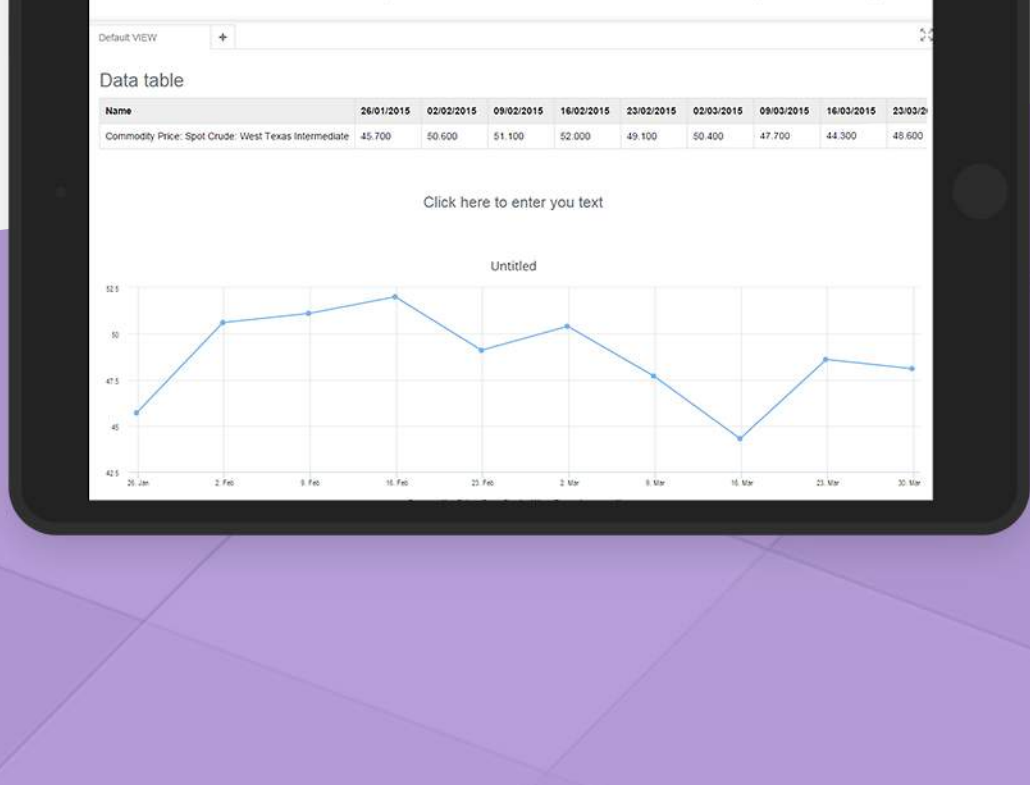 Default VIEW +
Data table
Name 26/01/2015 02/02/2015 09/02/2015 16/02/2015 23/02/2015 02/03/2015 09/03/2015 16/03/2015 23/03/20
Commodity Price: Spot Crude: West Texas Intermediate 45.700 50.600 51.100 52.000 49.100 50.400 47.700 44.300 48.600
Click here to enter you text
Untitled
52.5
50
47.5
45
42.5
26. Jan 2. Feb 9. Feb 16. Feb 23. Feb 2. Mar 9. Mar 16. Mar 23. Mar 30. Mar